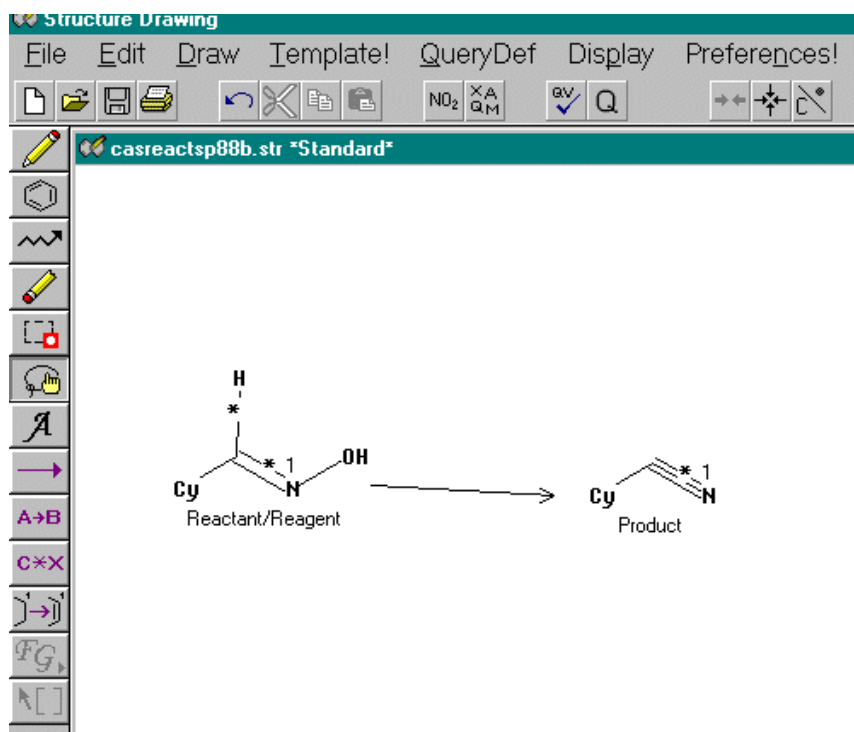 Structure Drawing
File Edit Draw Template! QueryDef Display Preferences!
NO₂ XA QM QV Q C
casreactsp88b.str *Standard*
A
A→B
C*X
FG
[ ]
H
*
* 1
OH
Cy
N
Reactant/Reagent
* 1
Cy
N
Product